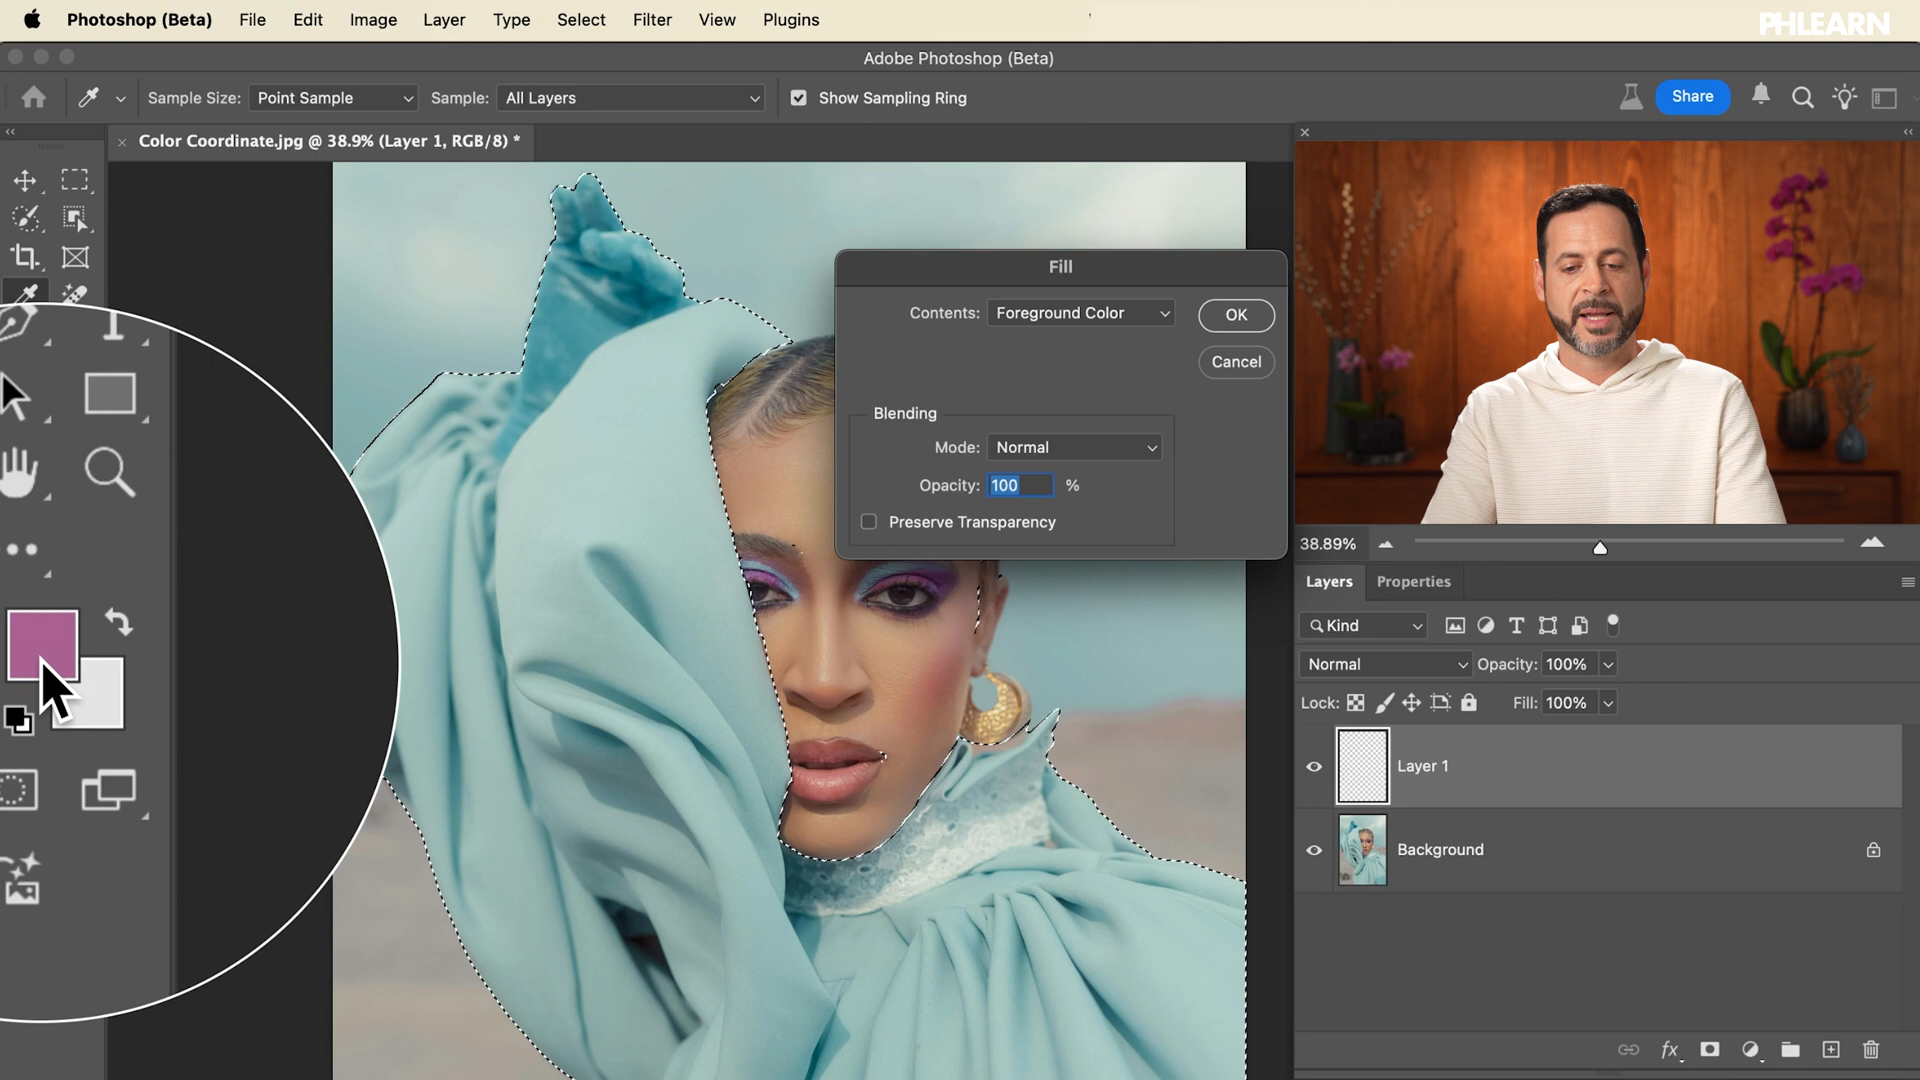 Photoshop (Beta) File Edit Image Layer Type Select Filter View Plugins
PHLEARN
Adobe Photoshop (Beta)
Sample Size: Point Sample Sample: All Layers Show Sampling Ring
Share
Color Coordinate.jpg @ 38.9% (Layer 1, RGB/8) *
Fill
Contents: Foreground Color
OK
Cancel
Blending
Mode: Normal
Opacity: 100 %
Preserve Transparency
38.89%
Layers Properties
Kind
Normal Opacity: 100%
Lock: Fill: 100%
Layer 1
Background
fx